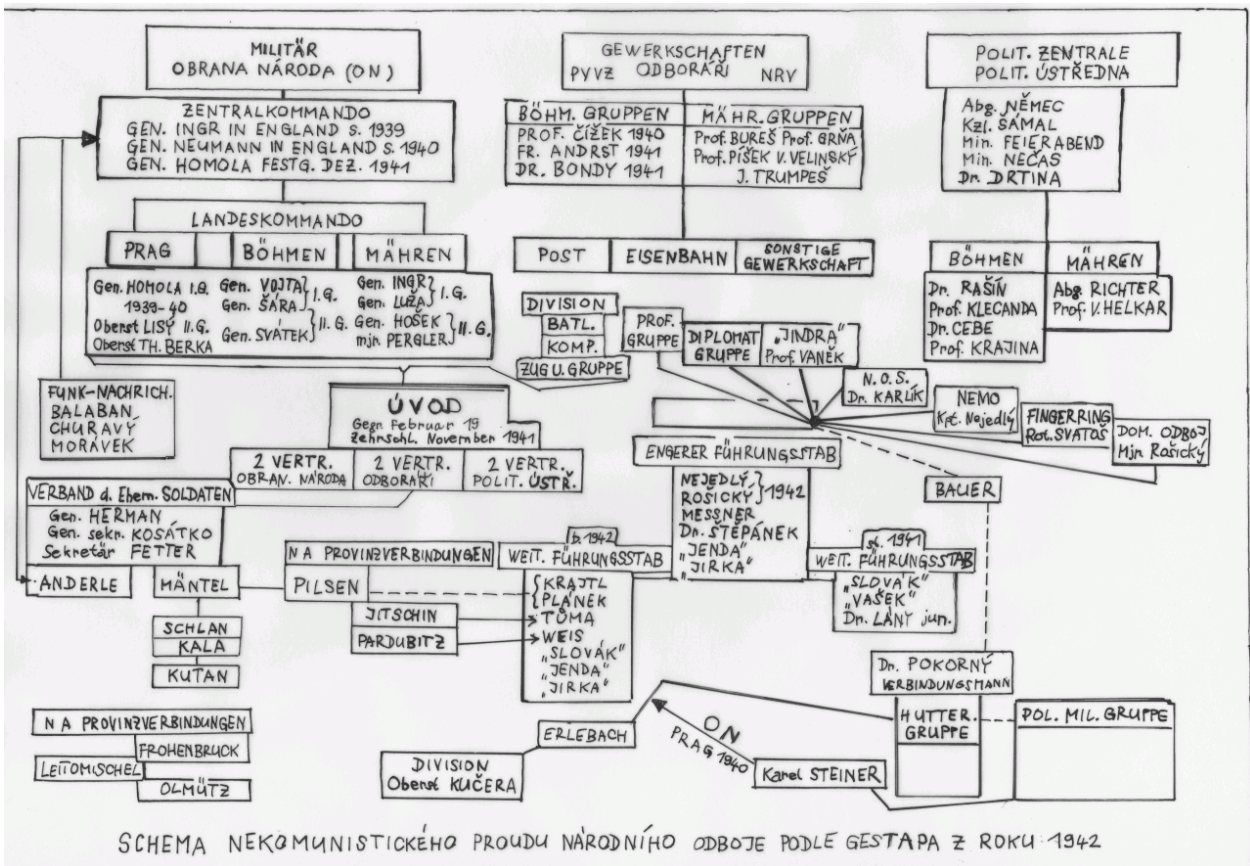 MILITÄR
OBRANA NÁRODA (ON)
ZENTRALKOMMANDO
GEN. INGR IN ENGLAND S. 1939
GEN. NEUMANN IN ENGLAND S. 1940
GEN. HOMOLA FESTG. DEZ. 1941
LANDESKOMMANDO
PRAG
BÖHMEN
MÄHREN
Gen. HOMOLA I.G.
1939-40
Oberst LISÝ II.G.
Oberst TH. BERKA
Gen. VOJTA
Gen. ŠÁRA
I.G.
Gen. SVÁTEK
II.G.
Gen. INGR
Gen. LUŽA
I.G.
Gen. HOŠEK
mjr. PERGLER
II.G.
FUNK-NACHRICH.
BALABAN
CHURAVÝ
MORÁVEK
GEWERKSCHAFTEN
PVVZ ODBORÁŘI NRV
BÖHM. GRUPPEN
PROF. ČÍŽEK 1940
FR. ANDRST 1941
DR. BONDY 1941
MÄHR. GRUPPEN
Prof. BUREŠ Prof. GRŇA
Prof. PÍŠEK V. VELINSKÝ
J. TRUMPEŠ
POST
EISENBAHN
SONSTIGE
GEWERKSCHAFT
POLIT. ZENTRALE
POLIT. ÚSTŘEDNA
Abg. NĚMEC
Kzl. ŠÁMAL
Min. FEIERABEND
Min. NEČAS
Dr. DRTINA
BÖHMEN
Dr. RAŠÍN
Prof. KLECANDA
Dr. CEBE
Prof. KRAJINA
MÄHREN
Abg. RICHTER
Prof. V. HELKAR
DIVISION
BATL.
KOMP.
ZUG U. GRUPPE
PROF.
GRUPPE
DIPLOMAT
GRUPPE
„JINDRA"
Prof. VANĚK
N.O.S.
Dr. KARLÍK
NEMO
Kpt. Nejedlý
FINGERRING
Rot. SVATOŠ
DOM. ODBOJ
Mjr. Rošický
ÚVOD
Gegr. Februar 19
Zehrschl. November 1941
2 VERTR.
OBRAN. NÁRODA
2 VERTR.
ODBORÁŘI
2 VERTR.
POLIT. ÚSTŘ.
VERBAND d. Ehem. SOLDATEN
Gen. HERMAN
Gen. sekr. KOSÁTKO
Sekretär FETTER
ANDERLE
MÄNTEL
SCHLAN
KALA
KUTAN
N A PROVINZVERBINDUNGEN
PILSEN
JITSCHIN
PARDUBITZ
ENGERER FÜHRUNGSSTAB
NEJEDLÝ
ROŠICKÝ
1942
MESSNER
Dr. ŠTĚPÁNEK
„JENDA"
„JIRKA"
1942
WEIT. FÜHRUNGSSTAB
KRAJTL
PLÁNEK
TŮMA
WEIS
„SLOVÁK"
„JENDA"
„JIRKA"
1941
WEIT. FÜHRUNGSSTAB
„SLOVÁK"
„VAŠEK"
Dr. LÁNY jun.
BAUER
Dr. POKORNÝ
VERBINDUNGSMANN
HUTTER.
GRUPPE
POL. MIL. GRUPPE
ERLEBACH
DIVISION
Oberst KUČERA
ON
PRAG 1940
Karel STEINER
N A PROVINZVERBINDUNGEN
FROHENBRUCK
LEITOMISCHEL
OLMÜTZ
SCHEMA NEKOMUNISTICKÉHO PROUDU NÁRODNÍHO ODBOJE PODLE GESTAPA Z ROKU 1942